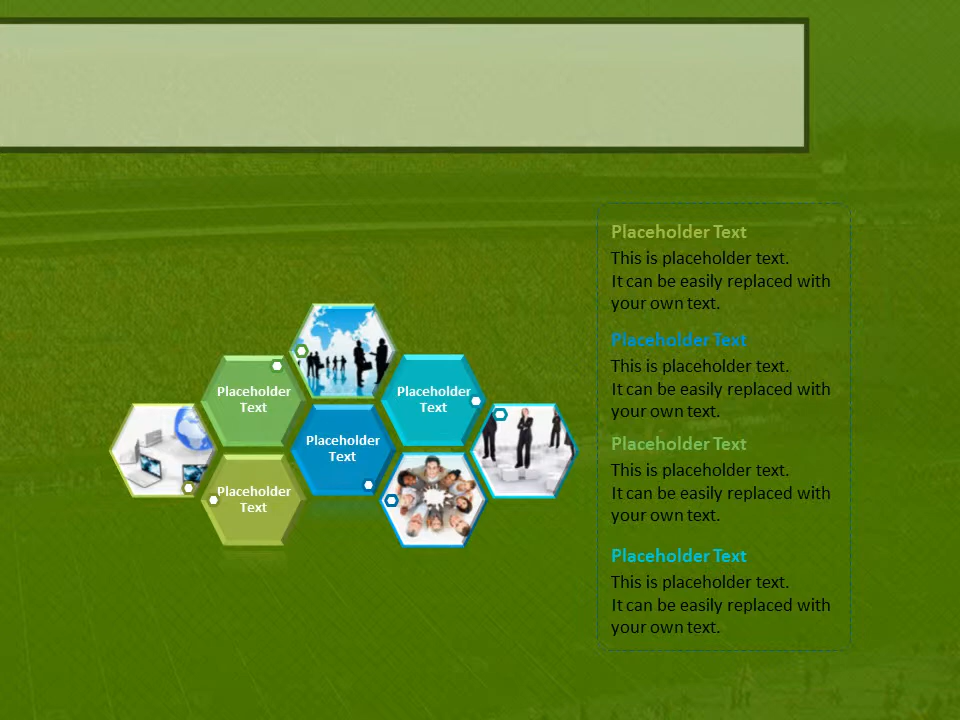 Placeholder
Text
Placeholder
Text
Placeholder
Text
Placeholder
Text
Placeholder Text
This is placeholder text.
It can be easily replaced with
your own text.
Placeholder Text
This is placeholder text.
It can be easily replaced with
your own text.
Placeholder Text
This is placeholder text.
It can be easily replaced with
your own text.
Placeholder Text
This is placeholder text.
It can be easily replaced with
your own text.